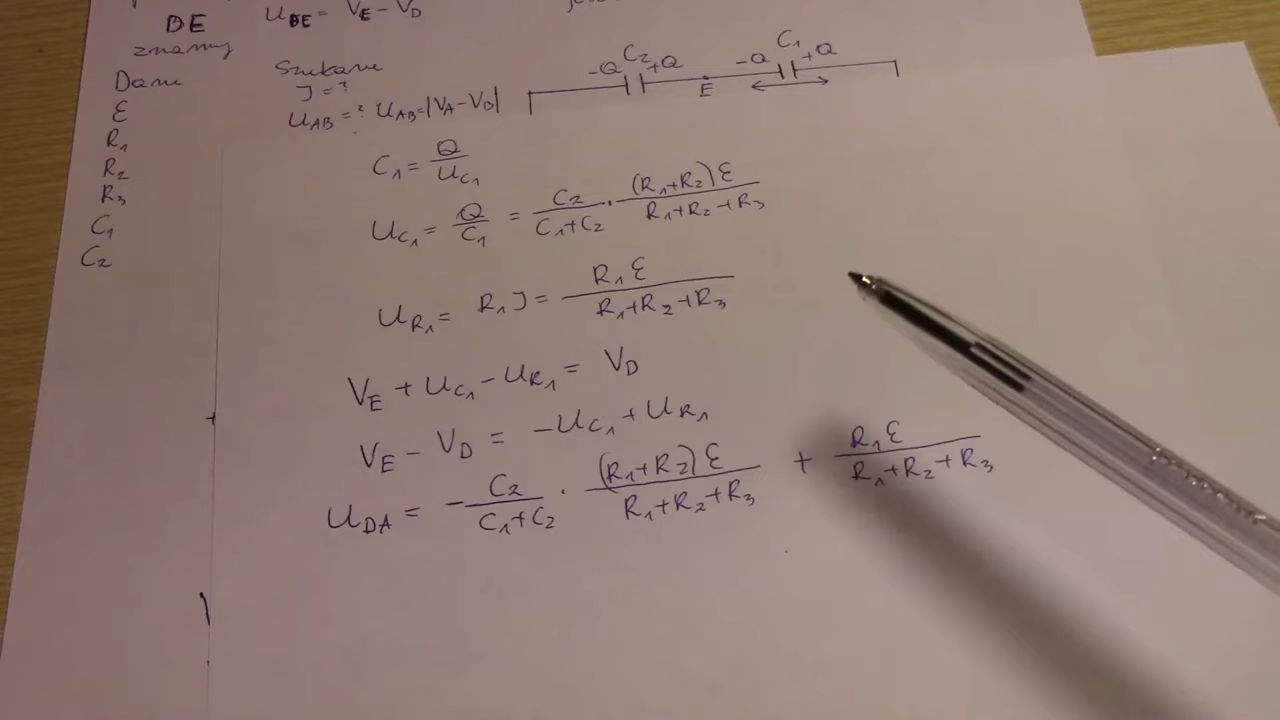 DE U_DE = V_E - V_D
znamy
Dane Szukane
ε J = ?
R₁ U_AB = ? U_AB = |V_A - V_B|
R₂
R₃
C₁
C₂
-Q C₂ +Q E -Q C₁ +Q
C₁ = Q / U_C₁
U_C₁ = Q / C₁ = C₂ / (C₁+C₂) · (R₁+R₂)ε / (R₁+R₂+R₃)
U_R₁ = R₁J = R₁ε / (R₁+R₂+R₃)
V_E + U_C₁ - U_R₁ = V_D
V_E - V_D = -U_C₁ + U_R₁
U_DA = - C₂ / (C₁+C₂) · (R₁+R₂)ε / (R₁+R₂+R₃) + R₁ε / (R₁+R₂+R₃)